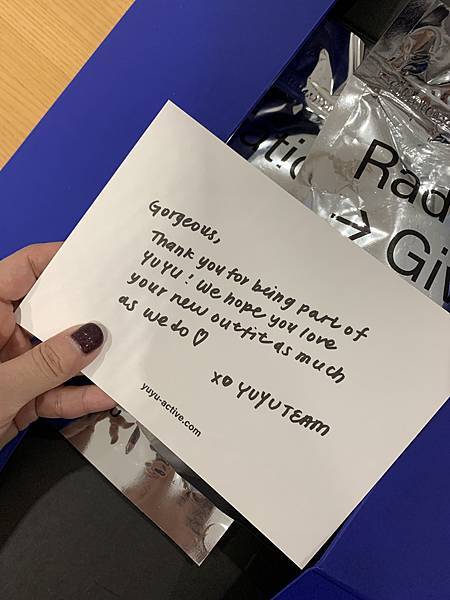 Rad
→ Giv
Gorgeous,
Thank you for being part of
YUYU! We hope you love
your new outfit as much
as we do ♡
xo YUYU TEAM
yuyu-active.com